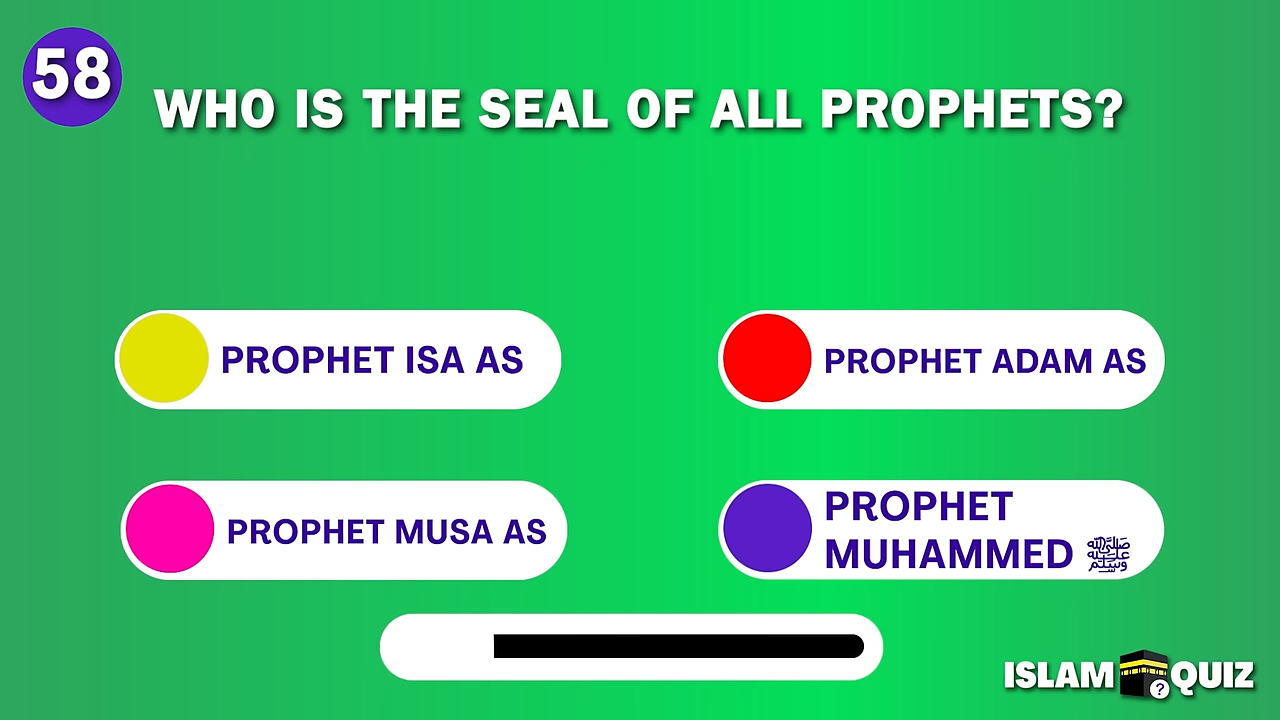 58
WHO IS THE SEAL OF ALL PROPHETS?
PROPHET ISA AS
PROPHET ADAM AS
PROPHET MUSA AS
PROPHET
MUHAMMED ﷺ
ISLAM ? QUIZ